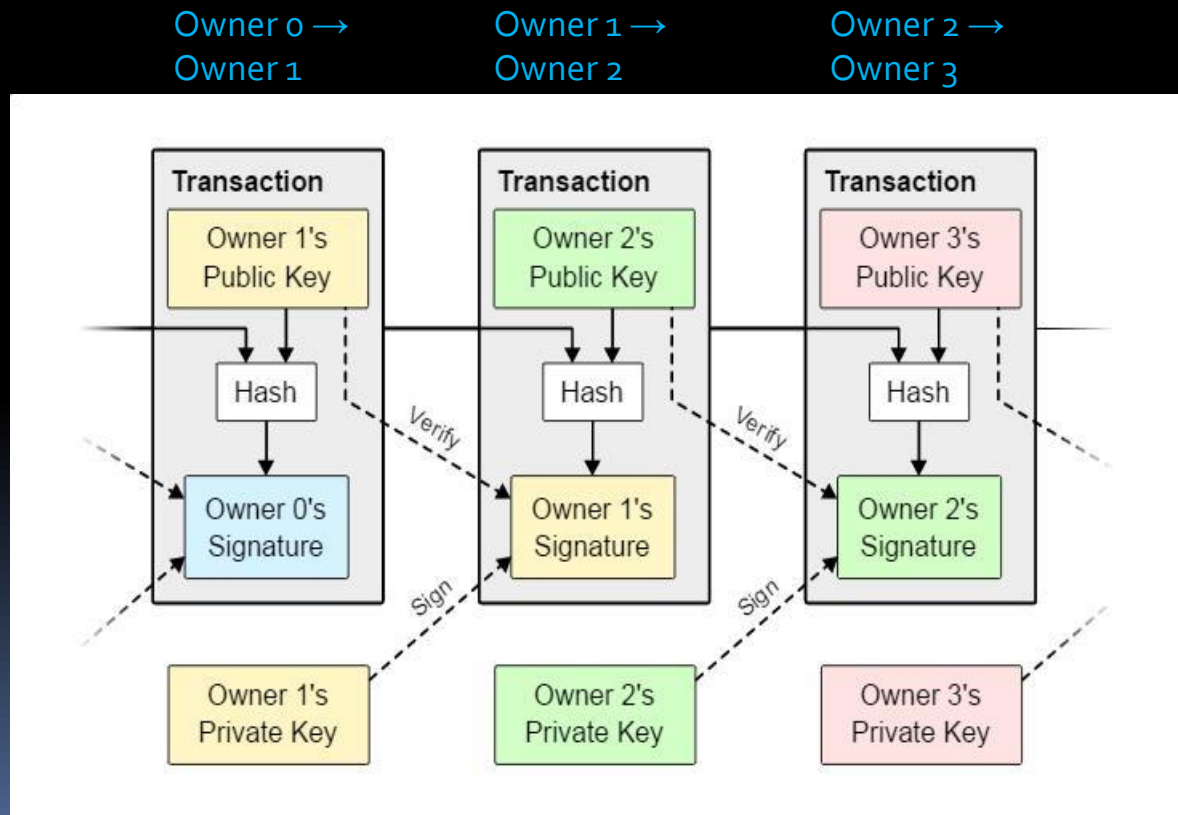 Owner 0 →
Owner 1
Owner 1 →
Owner 2
Owner 2 →
Owner 3
Transaction
Owner 1's
Public Key
Hash
Verify
Owner 0's
Signature
Sign
Owner 1's
Private Key
Transaction
Owner 2's
Public Key
Hash
Verify
Owner 1's
Signature
Sign
Owner 2's
Private Key
Transaction
Owner 3's
Public Key
Hash
Owner 2's
Signature
Owner 3's
Private Key